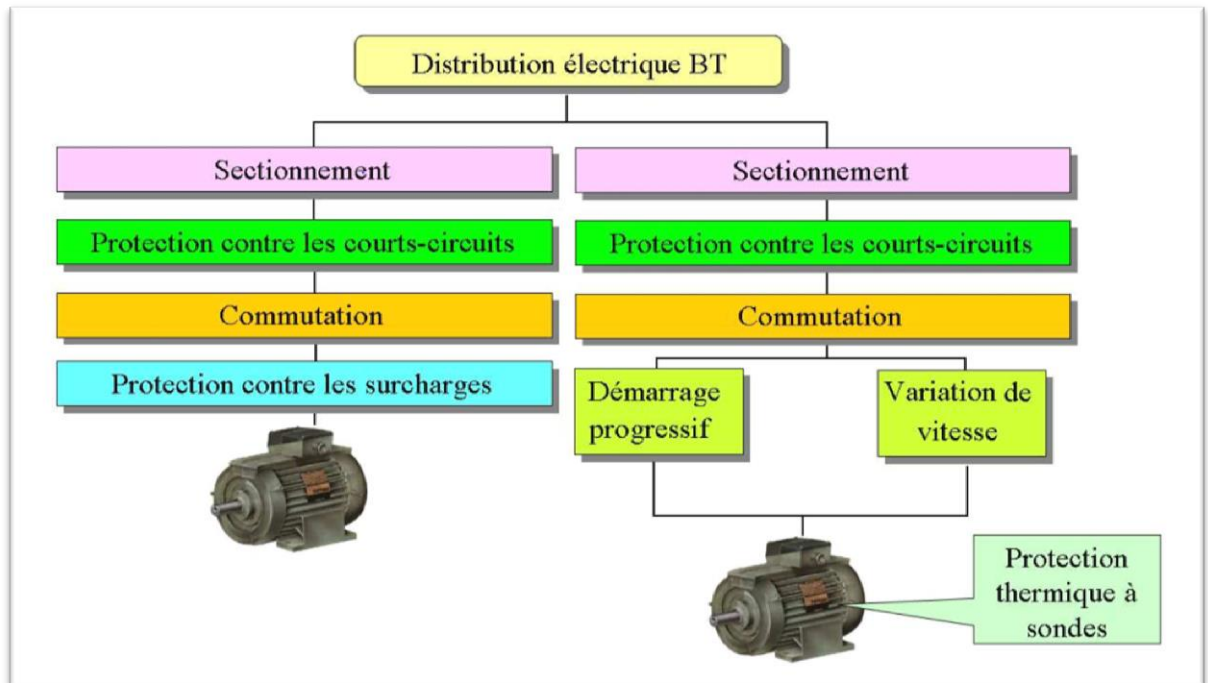 Distribution électrique BT
Sectionnement
Protection contre les courts-circuits
Commutation
Protection contre les surcharges
Sectionnement
Protection contre les courts-circuits
Commutation
Démarrage
progressif
Variation de
vitesse
Protection
thermique à
sondes